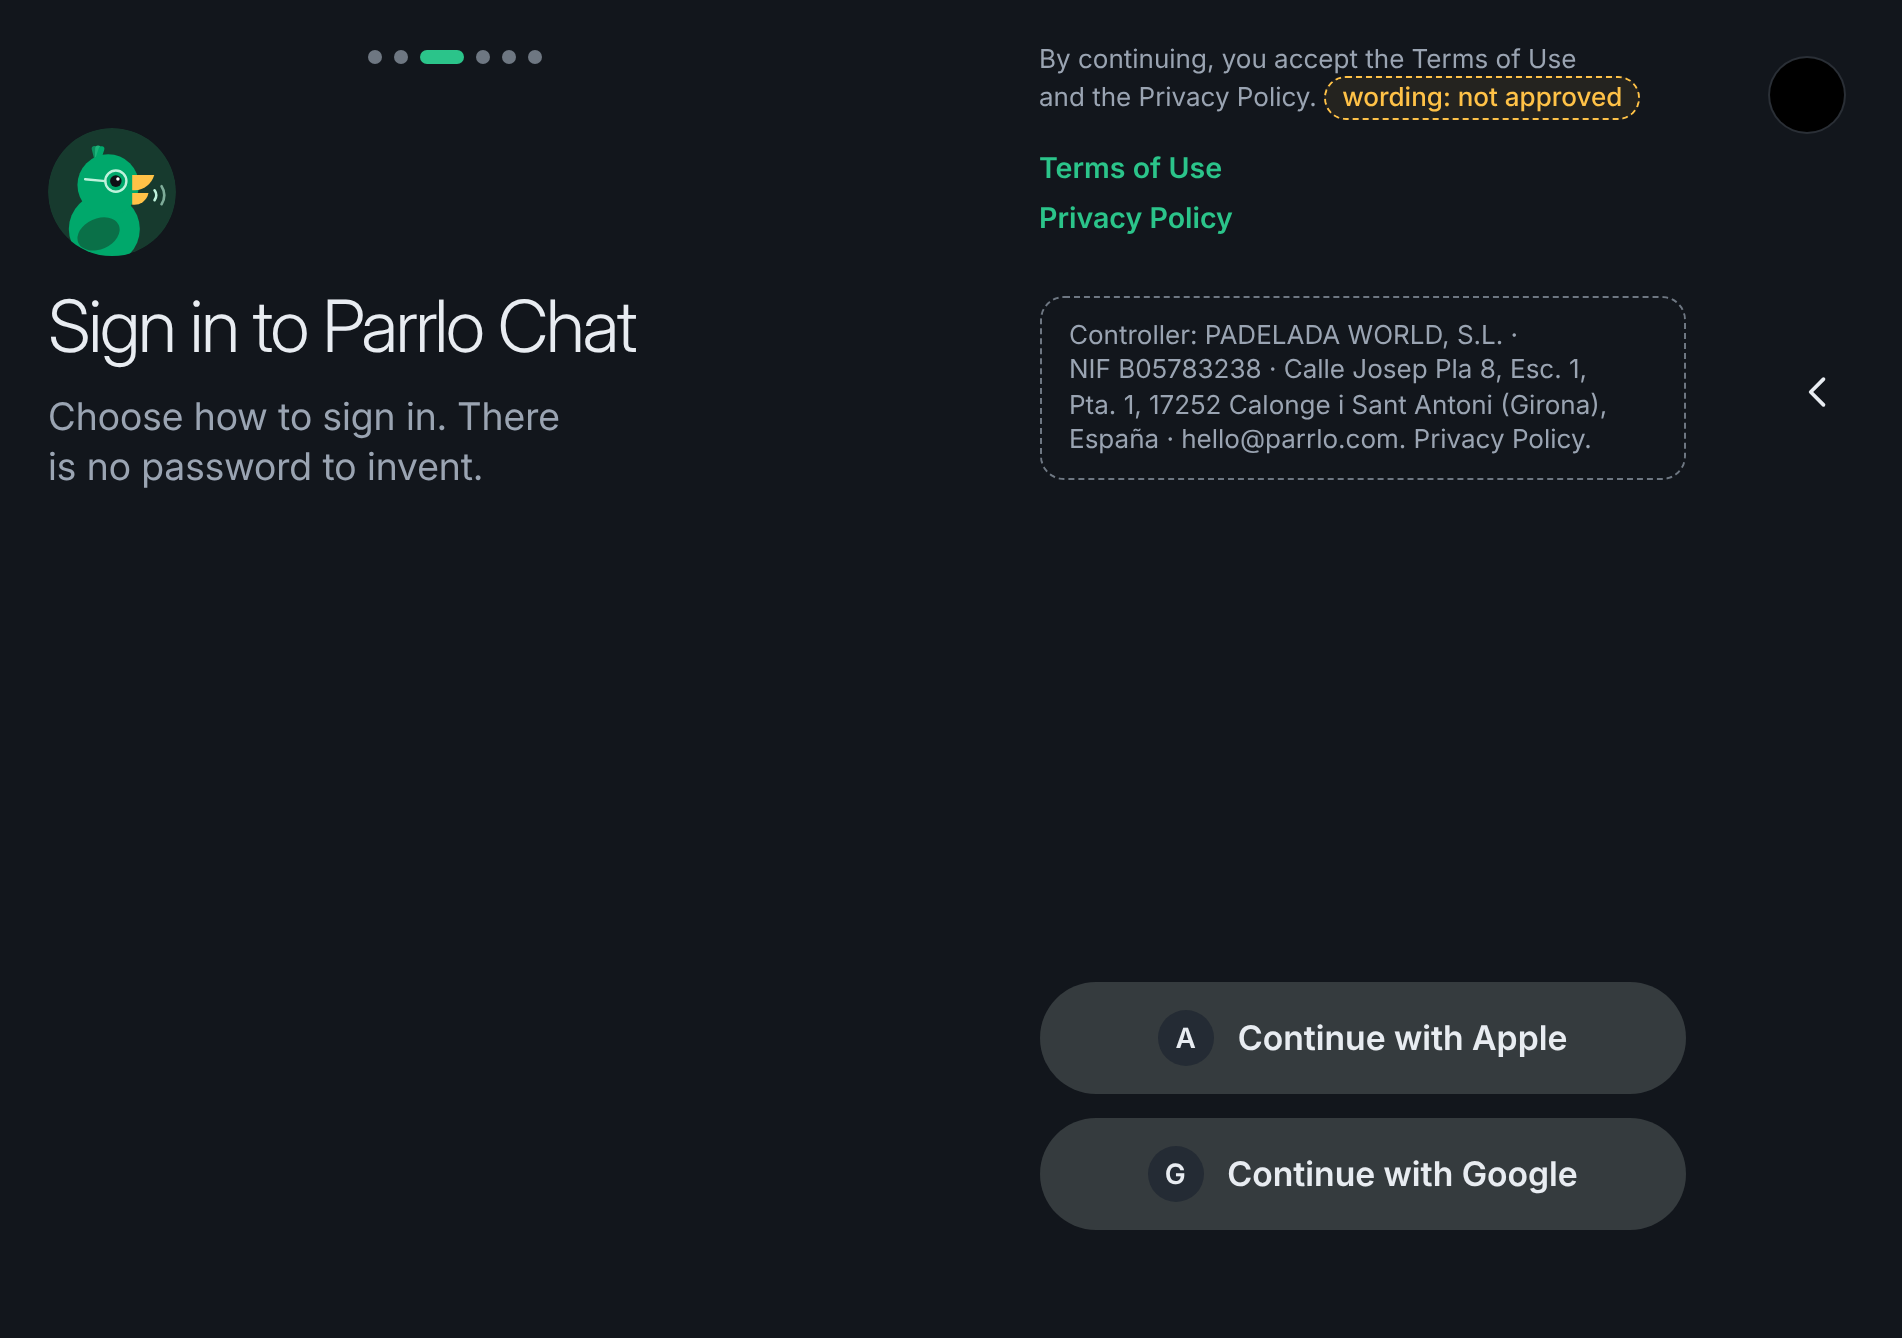 Sign in to Parrlo Chat
Choose how to sign in. There
is no password to invent.
By continuing, you accept the Terms of Use
and the Privacy Policy. wording: not approved
Terms of Use
Privacy Policy
Controller: PADELADA WORLD, S.L. ·
NIF B05783238 · Calle Josep Pla 8, Esc. 1,
Pta. 1, 17252 Calonge i Sant Antoni (Girona),
España · hello@parrlo.com. Privacy Policy.
A Continue with Apple
G Continue with Google